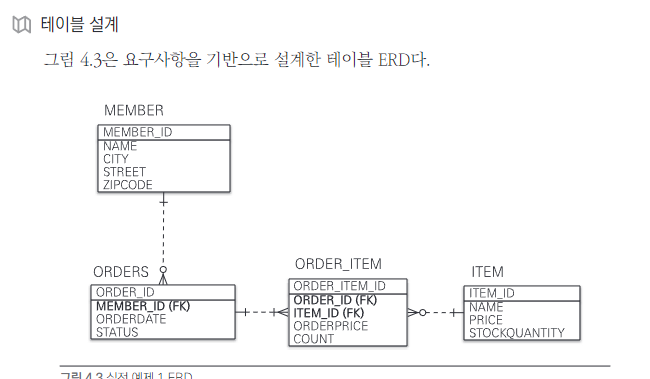 테이블 설계
그림 4.3은 요구사항을 기반으로 설계한 테이블 ERD다.
MEMBER
MEMBER_ID
NAME
CITY
STREET
ZIPCODE
ORDERS
ORDER_ID
MEMBER_ID (FK)
ORDERDATE
STATUS
ORDER_ITEM
ORDER_ITEM_ID
ORDER_ID (FK)
ITEM_ID (FK)
ORDERPRICE
COUNT
ITEM
ITEM_ID
NAME
PRICE
STOCKQUANTITY
그림 4.3 실전 예제 1 ERD